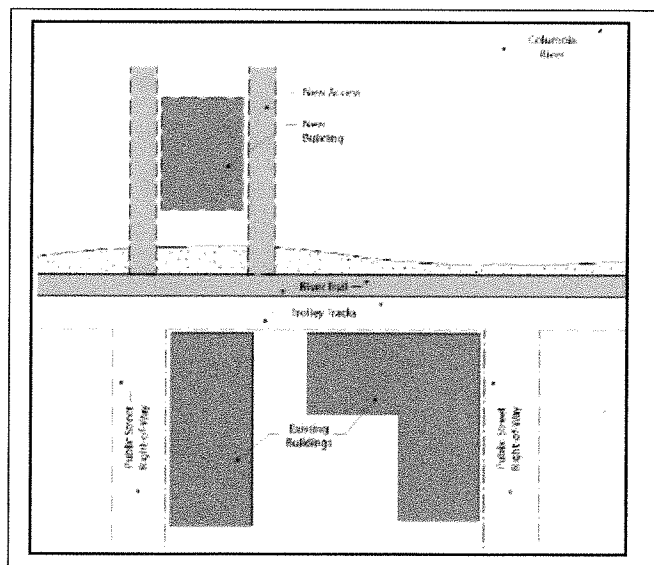 Columbia
River
New Access
New
Building
River Trail
Trolley Tracks
Public Street
Right-of-Way
Existing
Buildings
Public Street
Right-of-Way